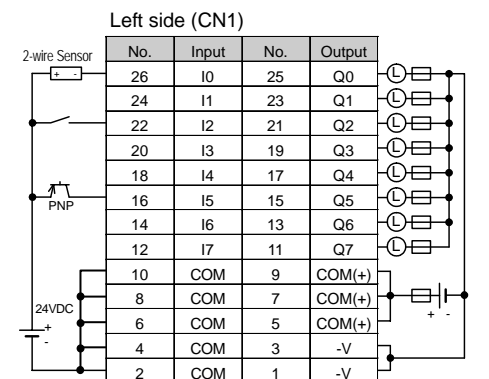 Left side (CN1)
2-wire Sensor
+ -
No. Input No. Output
26 I0 25 Q0 L
24 I1 23 Q1 L
22 I2 21 Q2 L
20 I3 19 Q3 L
18 I4 17 Q4 L
16 I5 15 Q5 L
PNP
14 I6 13 Q6 L
12 I7 11 Q7 L
10 COM 9 COM(+)
8 COM 7 COM(+)
+ -
24VDC
6 COM 5 COM(+)
+
-
4 COM 3 -V
2 COM 1 -V